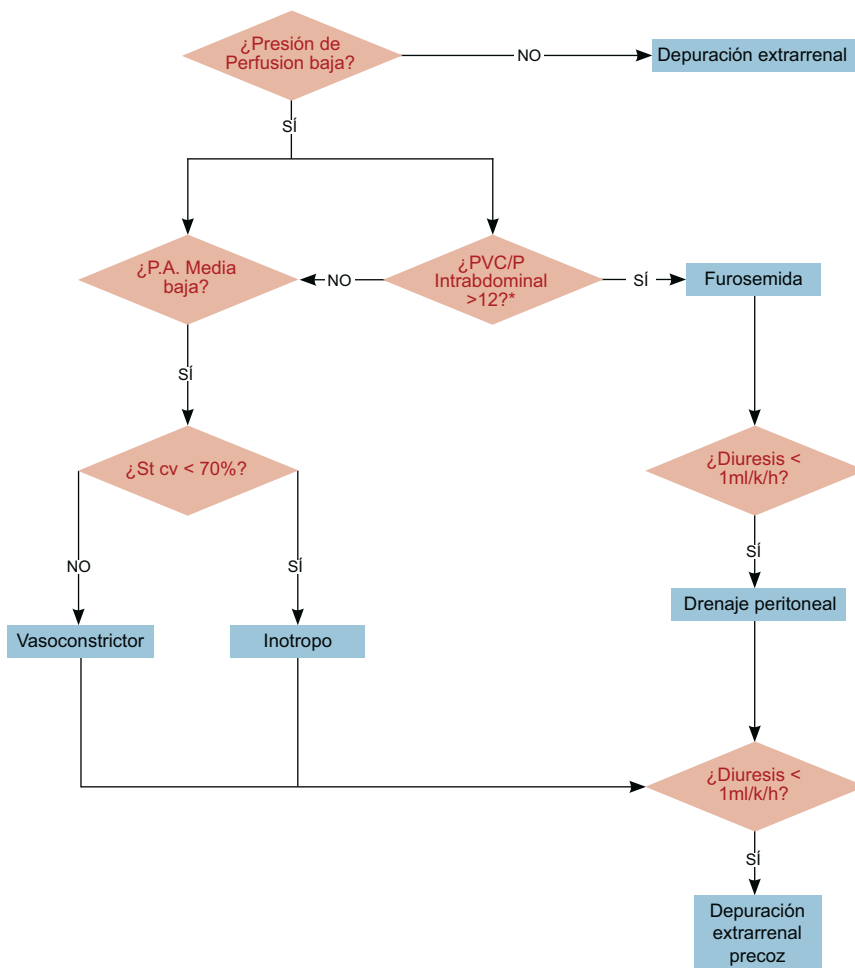 ¿Presión de
Perfusion baja?
NO
Depuración extrarrenal
SÍ
¿P.A. Media
baja?
NO
¿PVC/P
Intrabdominal
>12?*
SÍ
Furosemida
SÍ
¿St cv < 70%?
¿Diuresis <
1ml/k/h?
NO
SÍ
SÍ
Drenaje peritoneal
Vasoconstrictor
Inotropo
¿Diuresis <
1ml/k/h?
SÍ
Depuración
extrarrenal
precoz